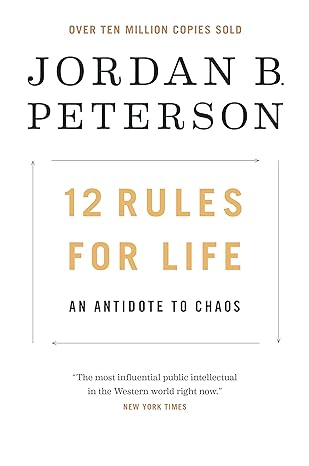 OVER TEN MILLION COPIES SOLD
JORDAN B.
PETERSON
12 RULES
FOR LIFE
AN ANTIDOTE TO CHAOS
“The most influential public intellectual
in the Western world right now.”
NEW YORK TIMES